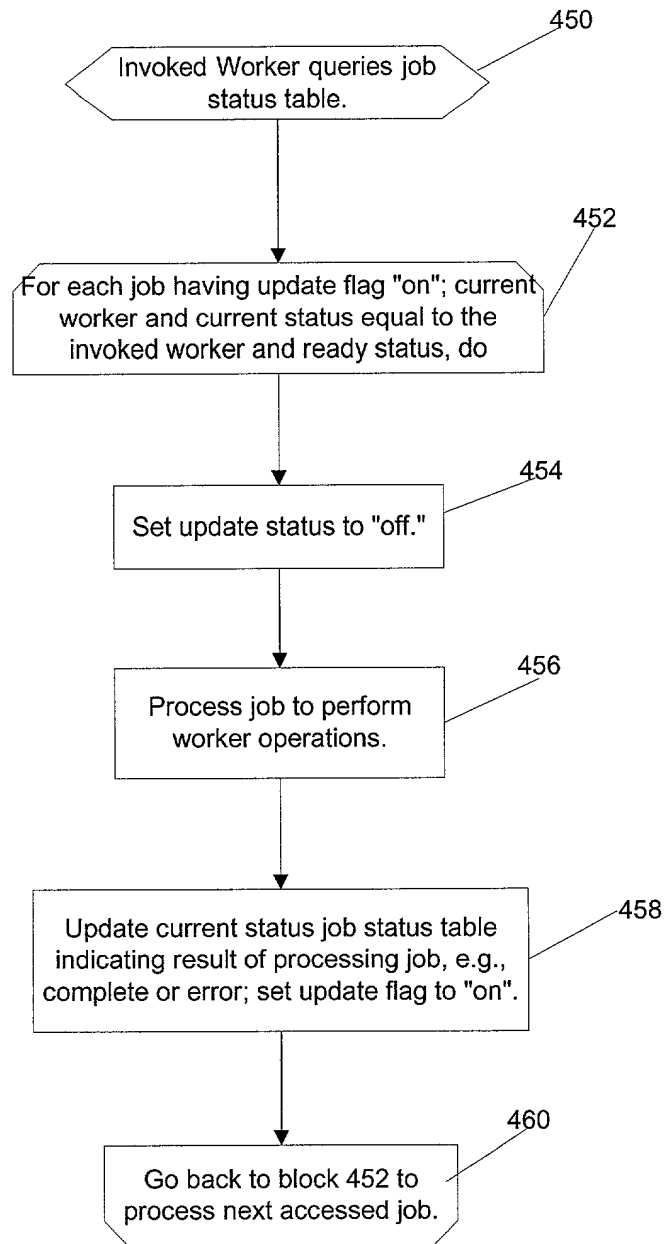 450
Invoked Worker queries job
status table.
452
For each job having update flag "on"; current
worker and current status equal to the
invoked worker and ready status, do
454
Set update status to "off."
456
Process job to perform
worker operations.
458
Update current status job status table
indicating result of processing job, e.g.,
complete or error; set update flag to "on".
460
Go back to block 452 to
process next accessed job.